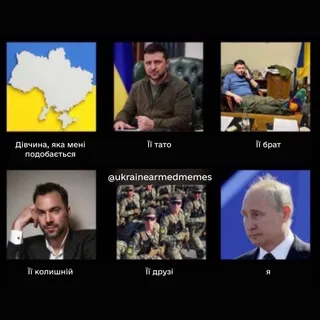 Дівчина, яка мені
подобається
Її тато
Її брат
@ukrainearmedmemes
Її колишній
Її друзі
я